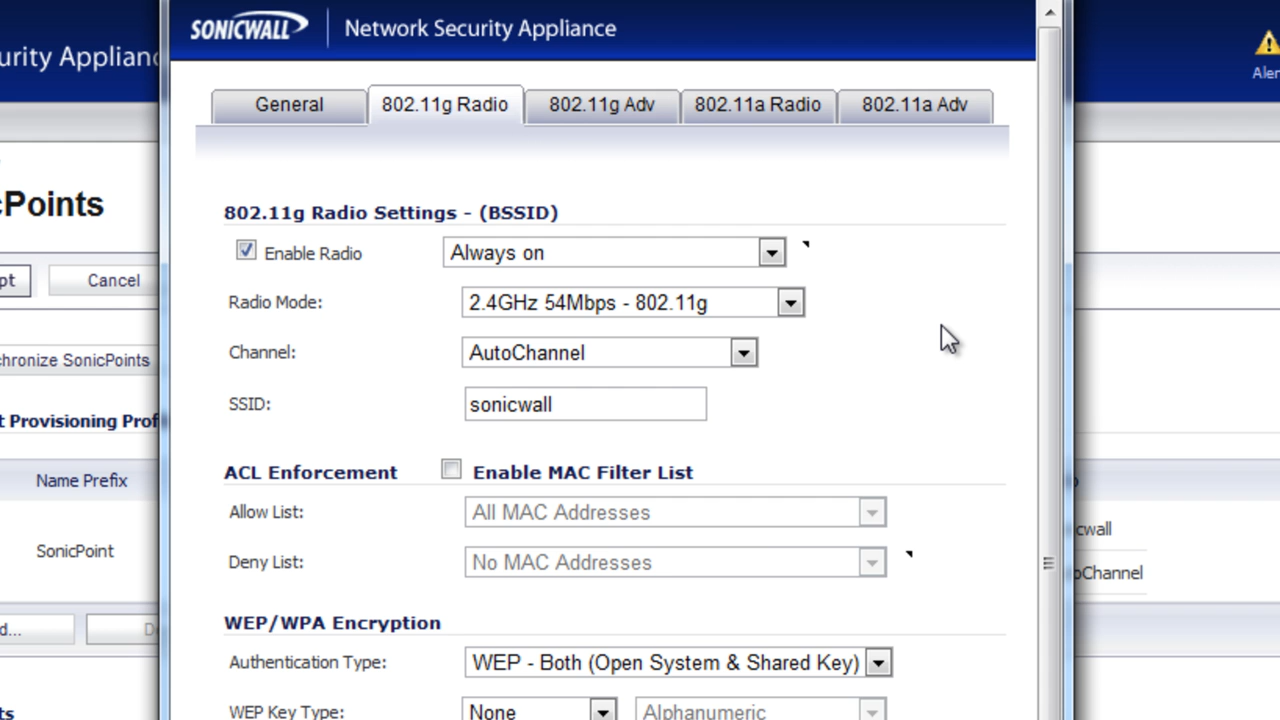 SONICWALL Network Security Appliance
urity Applianc
Aler
General 802.11g Radio 802.11g Adv 802.11a Radio 802.11a Adv
cPoints
802.11g Radio Settings - (BSSID)
Enable Radio Always on
pt Cancel
Radio Mode: 2.4GHz 54Mbps - 802.11g
hronize SonicPoints
Channel: AutoChannel
SSID: sonicwall
t Provisioning Prof
ACL Enforcement Enable MAC Filter List
Name Prefix
Allow List: All MAC Addresses
cwall
SonicPoint
Deny List: No MAC Addresses
oChannel
d...
D
WEP/WPA Encryption
Authentication Type: WEP - Both (Open System & Shared Key)
WEP Key Type: None Alphanumeric
ts